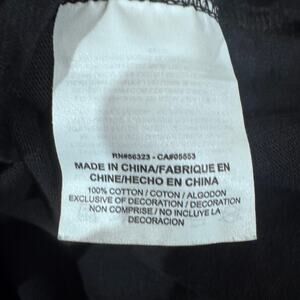 RN#56323 - CA#05553
MADE IN CHINA/FABRIQUE EN
CHINE/HECHO EN CHINA
100% COTTON / COTON / ALGODON
EXCLUSIVE OF DECORATION / DECORATION
NON COMPRISE / NO INCLUYE LA
DECORACION